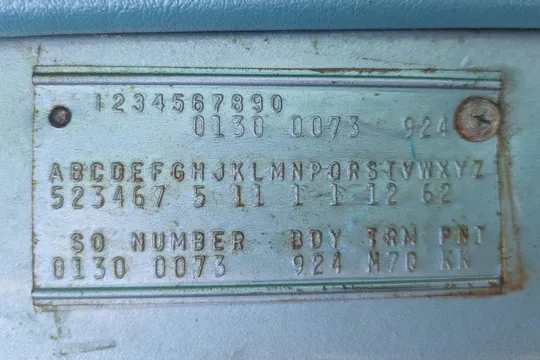 1234567890
0130 0073 924
ABCDEFGHJKLMNPQRSTVWXYZ
523467 5 11 1 1 12 62
SO NUMBER BDY TRM PNT
0130 0073 924 M7Q KK